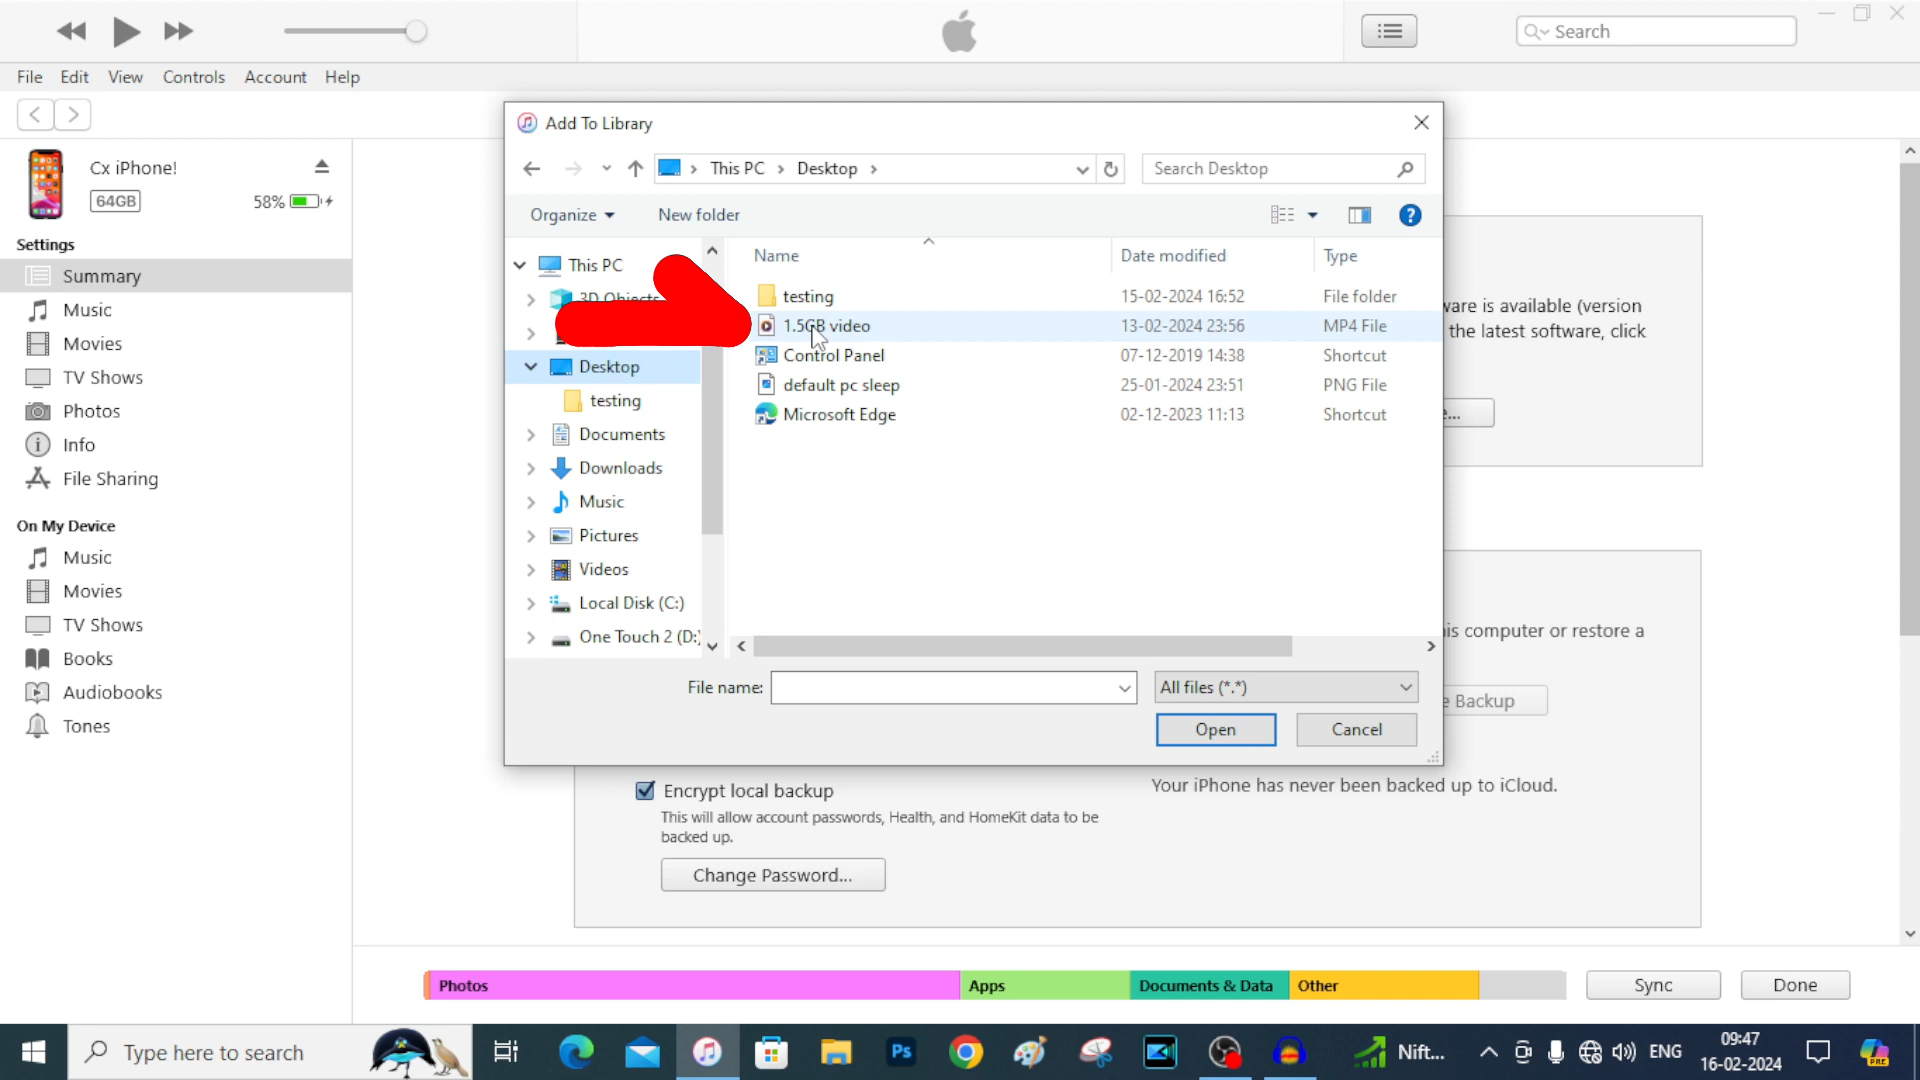 Search
File Edit View Controls Account Help
Cx iPhone!
64GB
58%
Settings
Summary
Music
Movies
TV Shows
Photos
Info
File Sharing
On My Device
Music
Movies
TV Shows
Books
Audiobooks
Tones
Add To Library
This PC Desktop
Search Desktop
Organize New folder
This PC
3D Objects
Desktop
testing
Documents
Downloads
Music
Pictures
Videos
Local Disk (C:)
One Touch 2 (D:)
Name Date modified Type
testing 15-02-2024 16:52 File folder
1.5GB video 13-02-2024 23:56 MP4 File
Control Panel 07-12-2019 14:38 Shortcut
default pc sleep 25-01-2024 23:51 PNG File
Microsoft Edge 02-12-2023 11:13 Shortcut
File name: All files (*.*)
Open Cancel
ware is available (version
the latest software, click
e...
is computer or restore a
e Backup
Encrypt local backup
This will allow account passwords, Health, and HomeKit data to be
backed up.
Change Password...
Your iPhone has never been backed up to iCloud.
Photos Apps Documents & Data Other
Sync Done
Type here to search
Ps
Nift...
ENG
09:47
16-02-2024
PRE